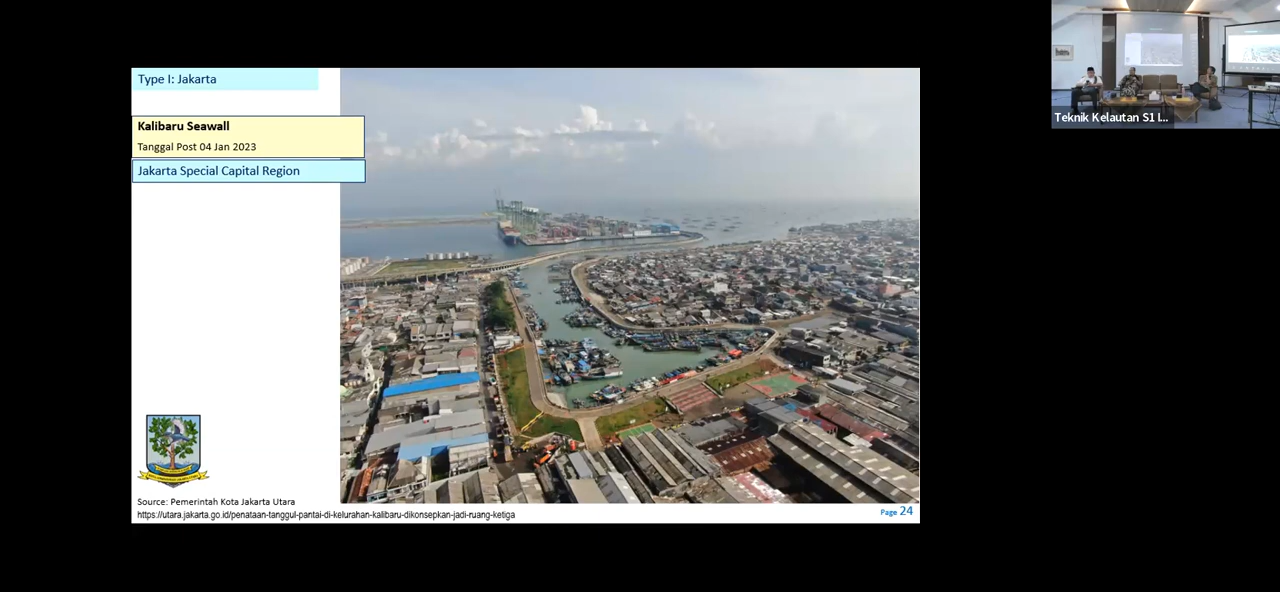 Type I: Jakarta
Kalibaru Seawall
Tanggal Post 04 Jan 2023
Jakarta Special Capital Region
Source: Pemerintah Kota Jakarta Utara
https://utara.jakarta.go.id/penataan-tanggul-pantai-di-kelurahan-kalibaru-dikonsepkan-jadi-ruang-ketiga
Page 24
Teknik Kelautan S1 I...